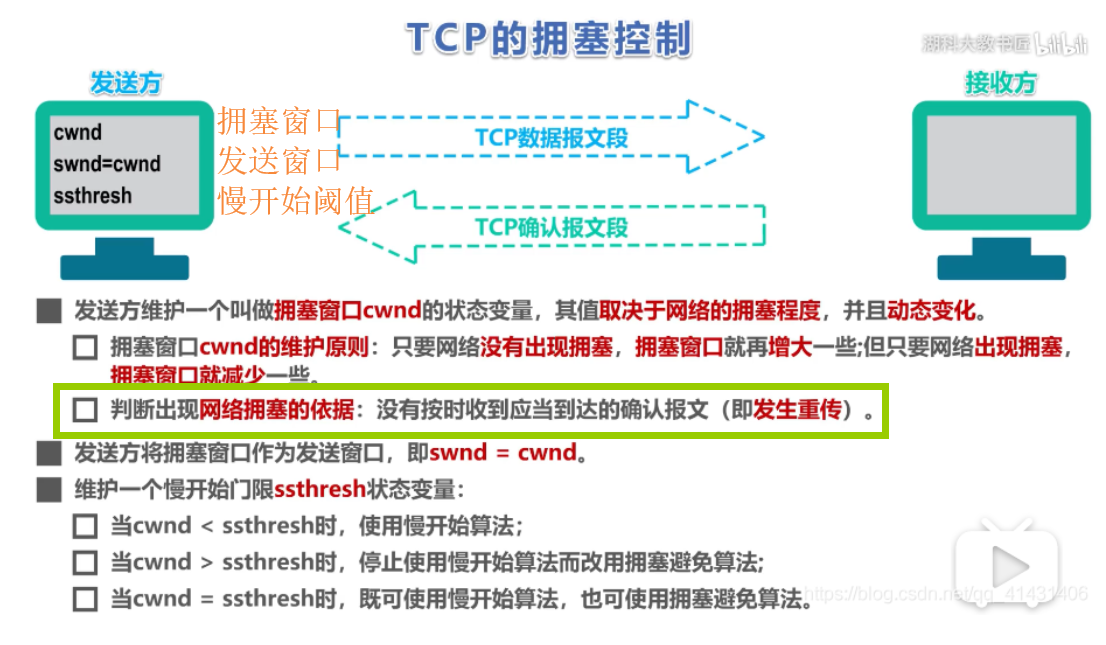 TCP的拥塞控制
湖科大教书匠 bilibili
发送方
接收方
cwnd
swnd=cwnd
ssthresh
拥塞窗口
发送窗口
慢开始阈值
TCP数据报文段
TCP确认报文段
发送方维护一个叫做拥塞窗口cwnd的状态变量，其值取决于网络的拥塞程度，并且动态变化。
拥塞窗口cwnd的维护原则：只要网络没有出现拥塞，拥塞窗口就再增大一些;但只要网络出现拥塞，
拥塞窗口就减少一些。
判断出现网络拥塞的依据：没有按时收到应当到达的确认报文（即发生重传）。
发送方将拥塞窗口作为发送窗口，即swnd = cwnd。
维护一个慢开始门限ssthresh状态变量：
当cwnd < ssthresh时，使用慢开始算法；
当cwnd > ssthresh时，停止使用慢开始算法而改用拥塞避免算法;
当cwnd = ssthresh时，既可使用慢开始算法，也可使用拥塞避免算法。
https://blog.csdn.net/qq_41431406